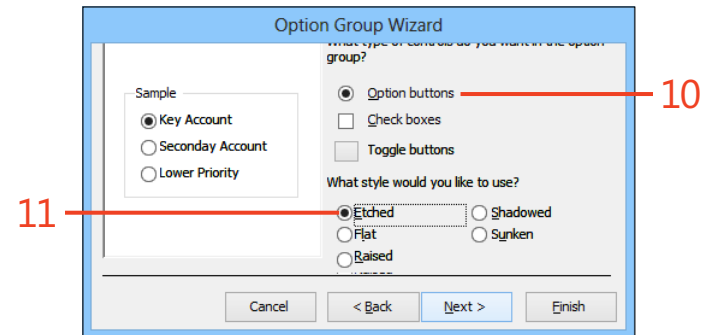 Option Group Wizard
What type of controls do you want in the option
group?
Sample
Key Account
Seconday Account
Lower Priority
Option buttons
Check boxes
Toggle buttons
10
What style would you like to use?
11
Etched
Shadowed
Flat
Sunken
Raised
Cancel
< Back
Next >
Finish